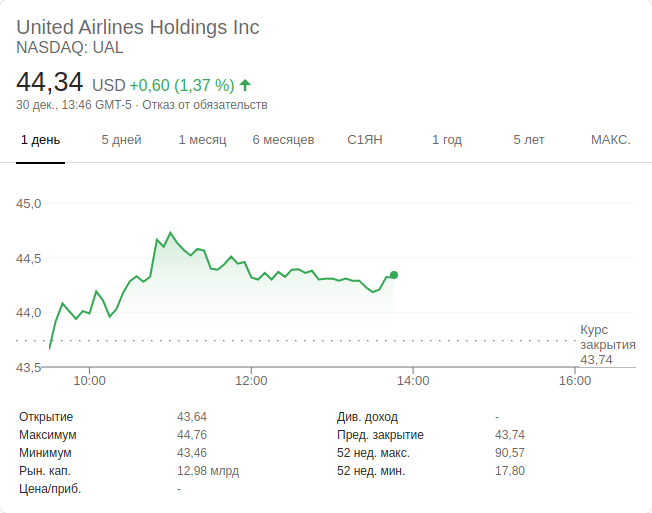 United Airlines Holdings Inc
NASDAQ: UAL
44,34 USD +0,60 (1,37 %)
30 дек., 13:46 GMT-5 · Отказ от обязательств
1 день 5 дней 1 месяц 6 месяцев С1ЯН 1 год 5 лет МАКС.
45,0
44,5
44,0
Курс
закрытия
43,74
43,5
10:00 12:00 14:00 16:00
Открытие 43,64 Див. доход -
Максимум 44,76 Пред. закрытие 43,74
Минимум 43,46 52 нед. макс. 90,57
Рын. кап. 12,98 млрд 52 нед. мин. 17,80
Цена/приб. -